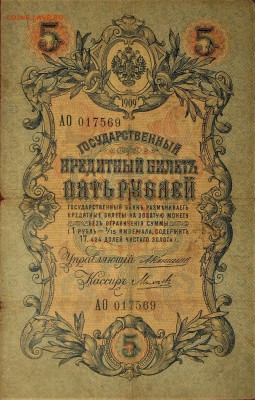 5 5
1909
АО 017569
ГОСУДАРСТВЕННЫЙ
КРЕДИТНЫЙ БИЛЕТЪ
ПЯТЬ РУБЛЕЙ
ГОСУДАРСТВЕННЫЙ БАНКЪ РАЗМѢНИВАЕТЪ
КРЕДИТНЫЕ БИЛЕТЫ НА ЗОЛОТУЮ МОНЕТУ
БЕЗЪ ОГРАНИЧЕНІЯ СУММЫ
(1 РУБЛЬ = 1/15 ИМПЕРІАЛА, СОДЕРЖИТЪ
17,424 ДОЛЕЙ ЧИСТАГО ЗОЛОТА).
Управляющій
Кассиръ
АО 017569
5